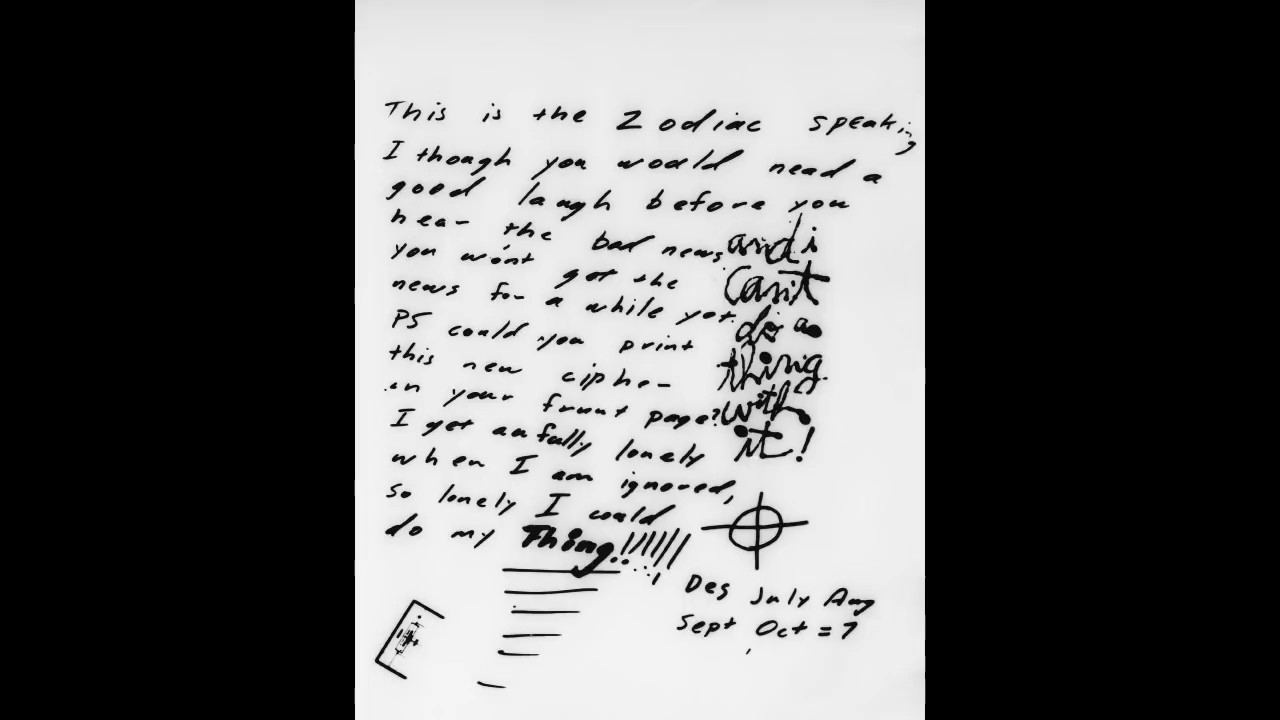 This is the Zodiac speaking
I though you would need a
good laugh before you
hear the bad news.
you won't get the
news for a while yet.
PS could you print
this new cipher
on your frunt page?
I get awfully lonely
when I am ignored,
so lonely I could
do my Thing!!!!!!
and i
can't
do a
thing
with
it!
Des July Aug
Sept Oct = 7